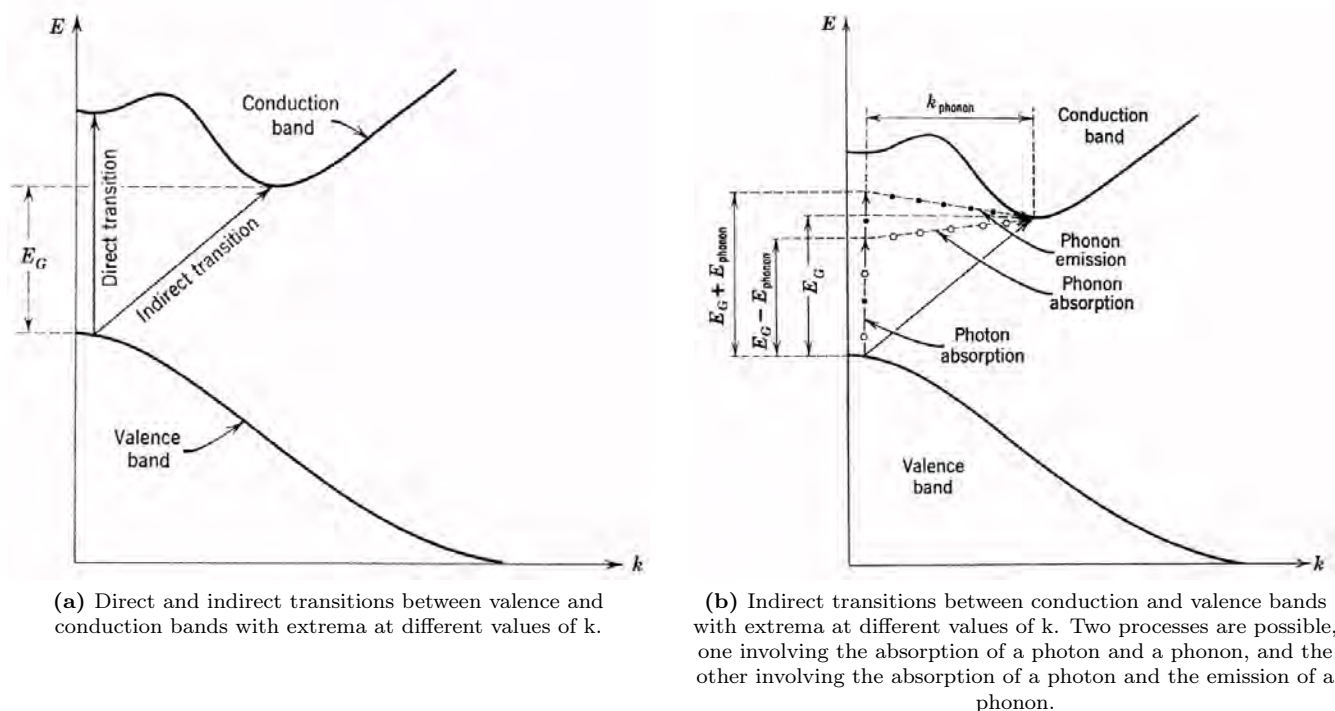 E
Conduction
band
Direct transition
Indirect transition
E_G
Valence
band
k
(a) Direct and indirect transitions between valence and
conduction bands with extrema at different values of k.
E
k_phonon
Conduction
band
Phonon
emission
Phonon
absorption
E_G + E_phonon
E_G − E_phonon
E_G
Photon
absorption
Valence
band
k
(b) Indirect transitions between conduction and valence bands
with extrema at different values of k. Two processes are possible,
one involving the absorption of a photon and a phonon, and the
other involving the absorption of a photon and the emission of a
phonon.